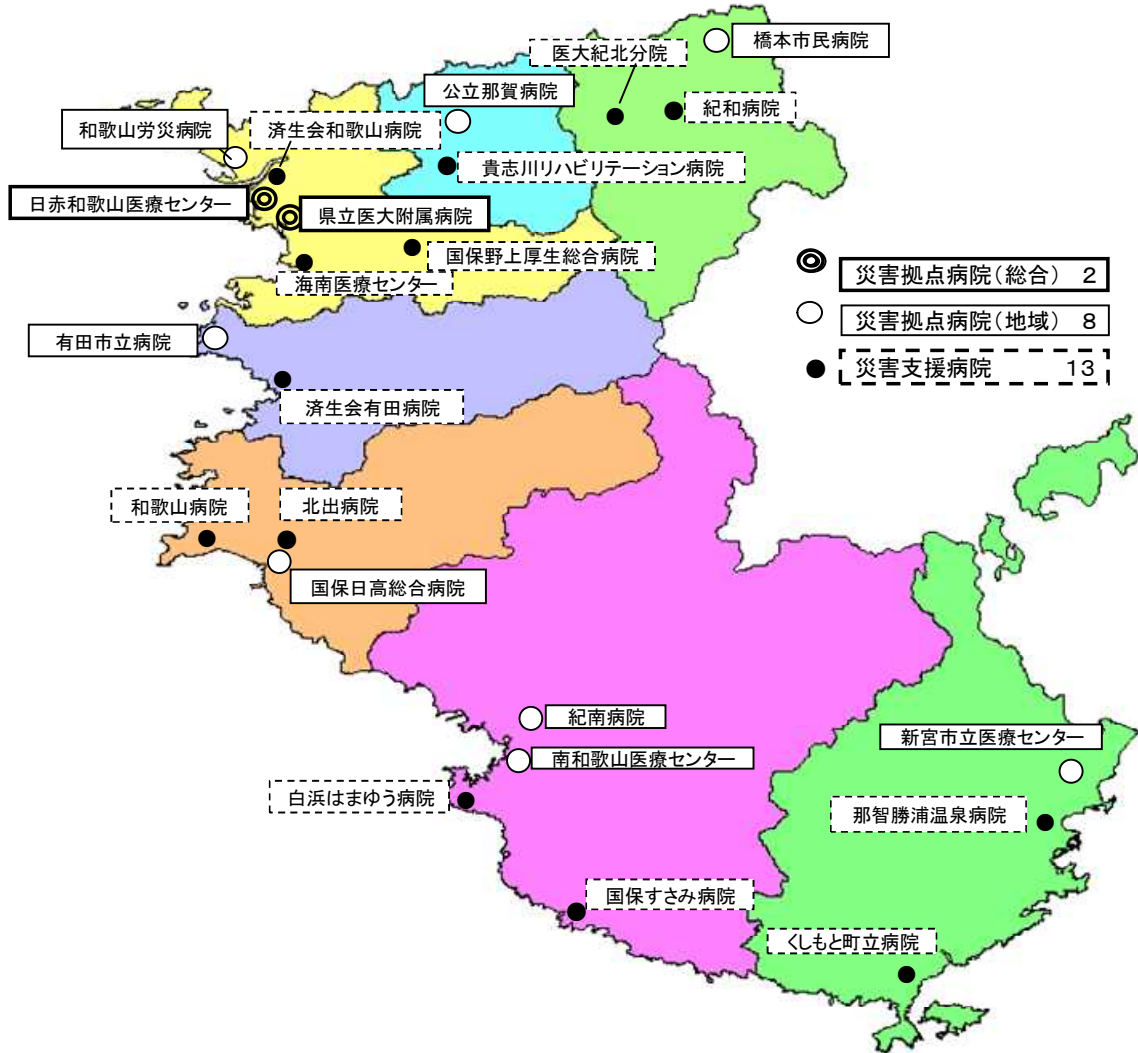 橋本市民病院
医大紀北分院
公立那賀病院
紀和病院
和歌山労災病院
済生会和歌山病院
貴志川リハビリテーション病院
日赤和歌山医療センター
県立医大附属病院
国保野上厚生総合病院
海南医療センター
災害拠点病院(総合) 2
災害拠点病院(地域) 8
災害支援病院 13
有田市立病院
済生会有田病院
和歌山病院
北出病院
国保日高総合病院
紀南病院
南和歌山医療センター
新宮市立医療センター
白浜はまゆう病院
那智勝浦温泉病院
国保すさみ病院
くしもと町立病院